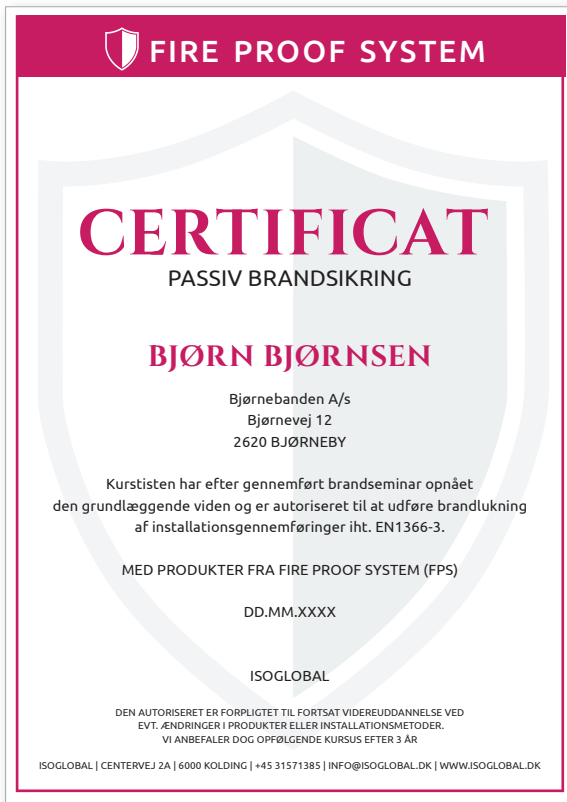 FIRE PROOF SYSTEM
CERTIFICAT
PASSIV BRANDSIKRING
BJØRN BJØRNSEN
Bjørnebanden A/s
Bjørnevej 12
2620 BJØRNEBY
Kurstisten har efter gennemført brandseminar opnået
den grundlæggende viden og er autoriseret til at udføre brandlukning
af installationsgennemføringer iht. EN1366-3.
MED PRODUKTER FRA FIRE PROOF SYSTEM (FPS)
DD.MM.XXXX
ISOGLOBAL
DEN AUTORISERET ER FORPLIGTET TIL FORTSAT VIDEREUDDANNELSE VED
EVT. ÆNDRINGER I PRODUKTER ELLER INSTALLATIONSMETODER.
VI ANBEFALER DOG OPFØLGENDE KURSUS EFTER 3 ÅR
ISOGLOBAL | CENTERVEJ 2A | 6000 KOLDING | +45 31571385 | INFO@ISOGLOBAL.DK | WWW.ISOGLOBAL.DK